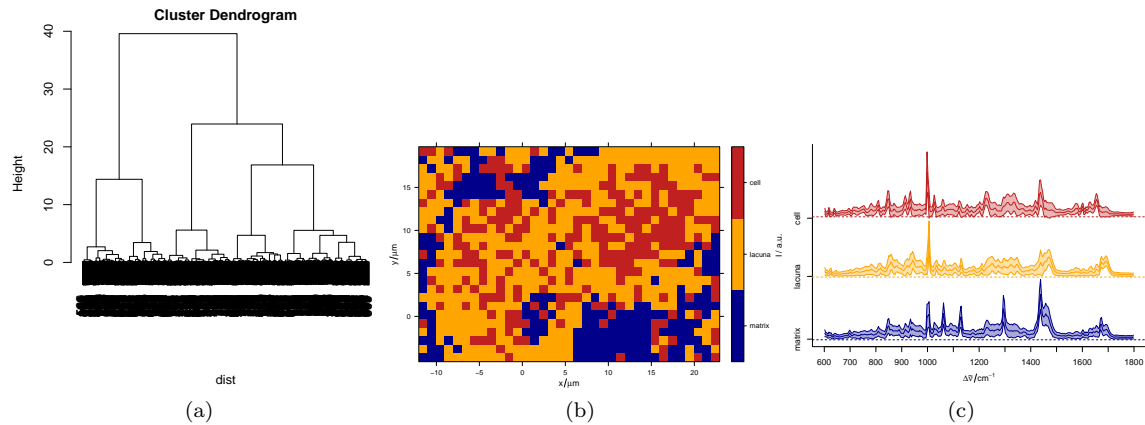 Cluster Dendrogram
Height
0
10
20
30
40
dist
(a)
y/μm
15
10
5
0
−10
−5
0
5
10
15
20
x/μm
cell
lacuna
matrix
(b)
I / a.u.
cell
lacuna
matrix
600
800
1000
1200
1400
1600
1800
Δν̃/cm⁻¹
(c)